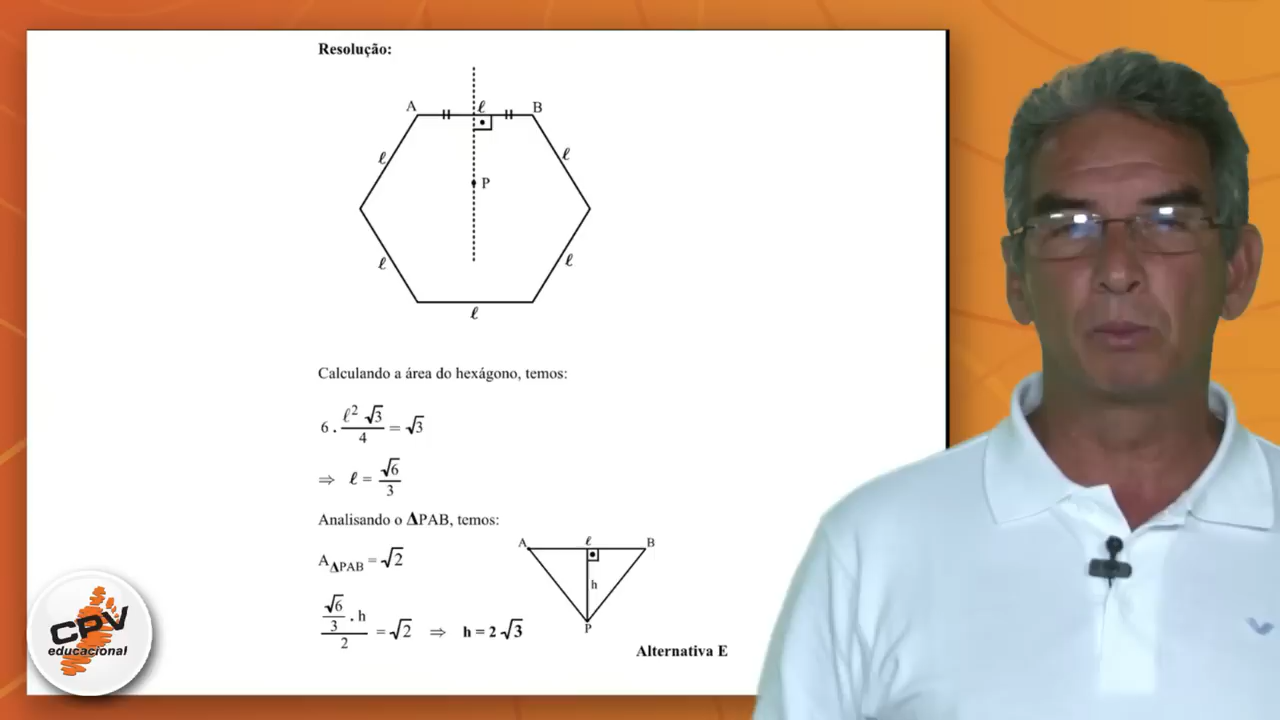 Resolução:
A ℓ B
ℓ ℓ
P
ℓ ℓ
ℓ
Calculando a área do hexágono, temos:
6 . ℓ² √3 / 4 = √3
⇒ ℓ = √6 / 3
Analisando o ΔPAB, temos:
A ℓ B
A ΔPAB = √2
h
√6 / 3 . h / 2 = √2 ⇒ h = 2 √3
P
Alternativa E
CPV
educacional